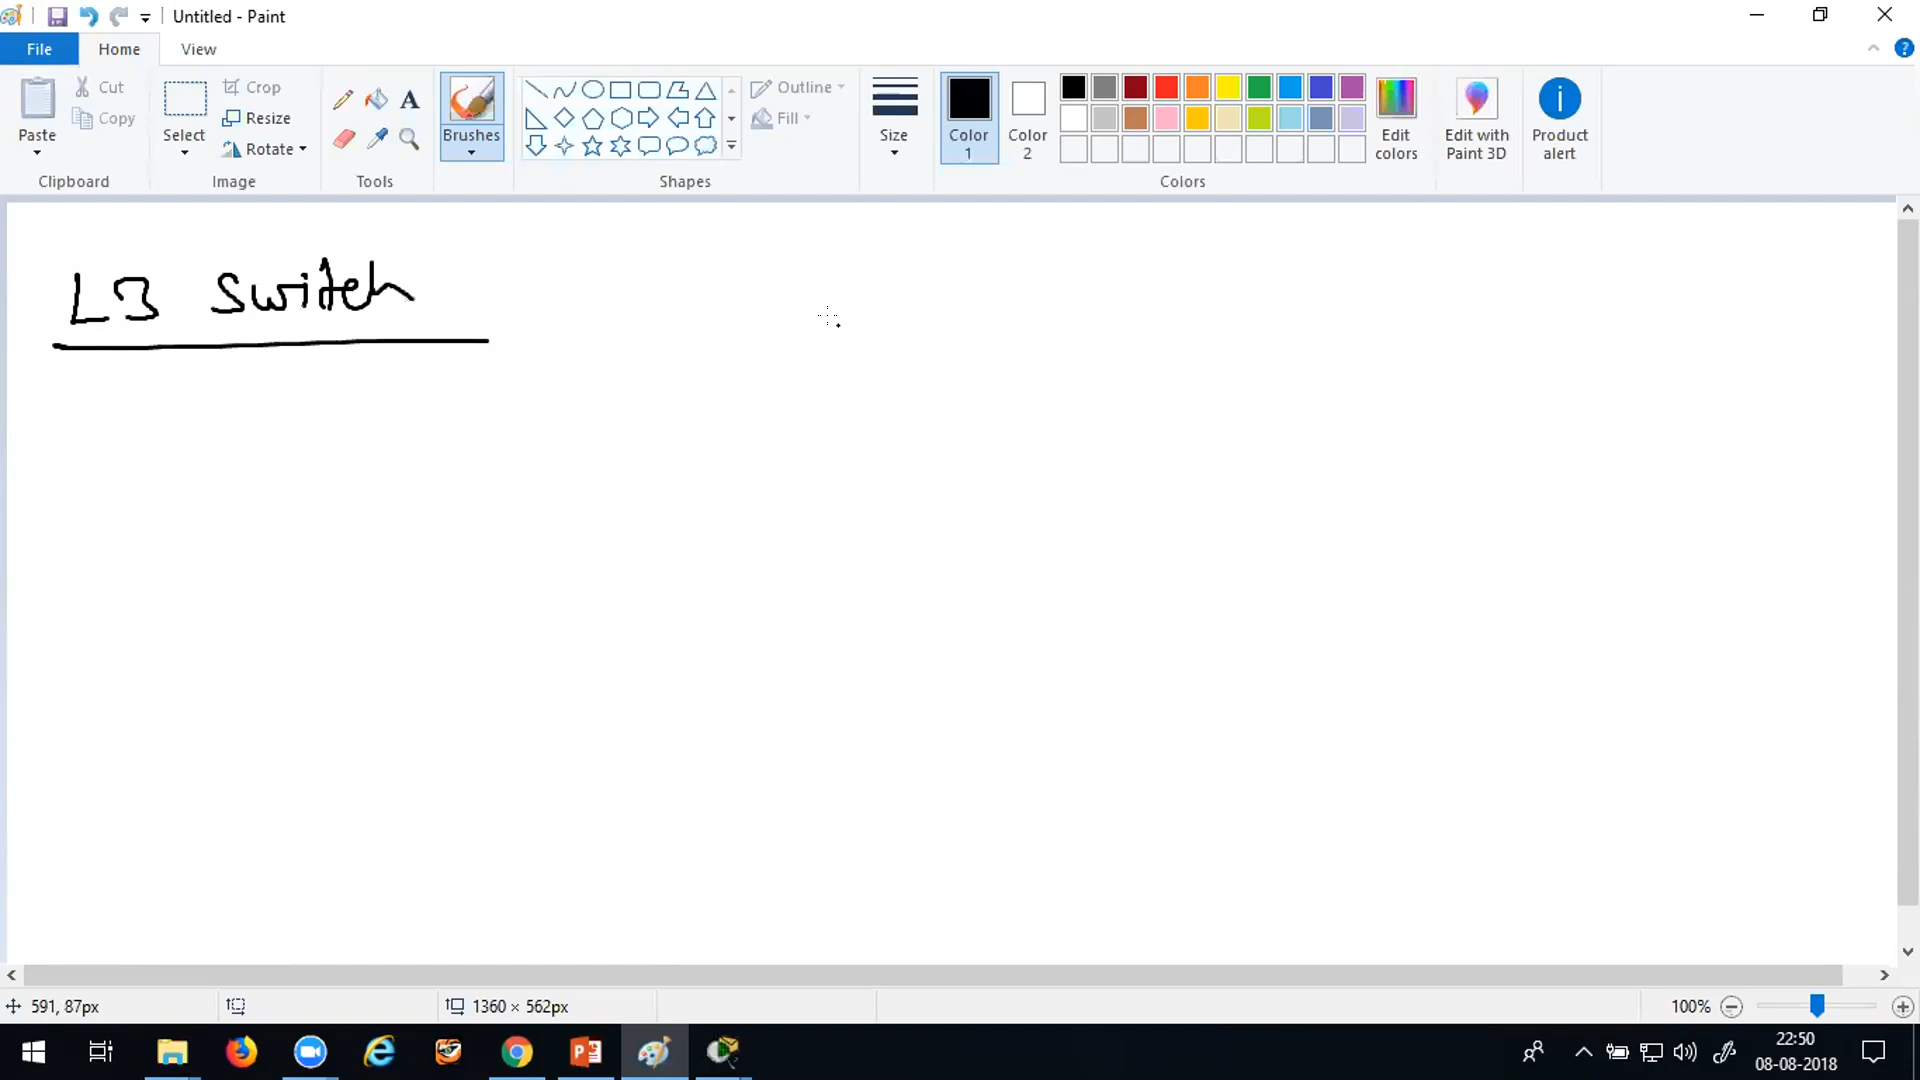 Untitled - Paint
File Home View
Paste Cut Copy Select Crop Resize Rotate Brushes Outline Fill Size Color 1 Color 2 Edit colors Edit with Paint 3D Product alert
Clipboard Image Tools Shapes Colors
L3 Switch
591, 87px 1360 × 562px 100%
22:50
08-08-2018